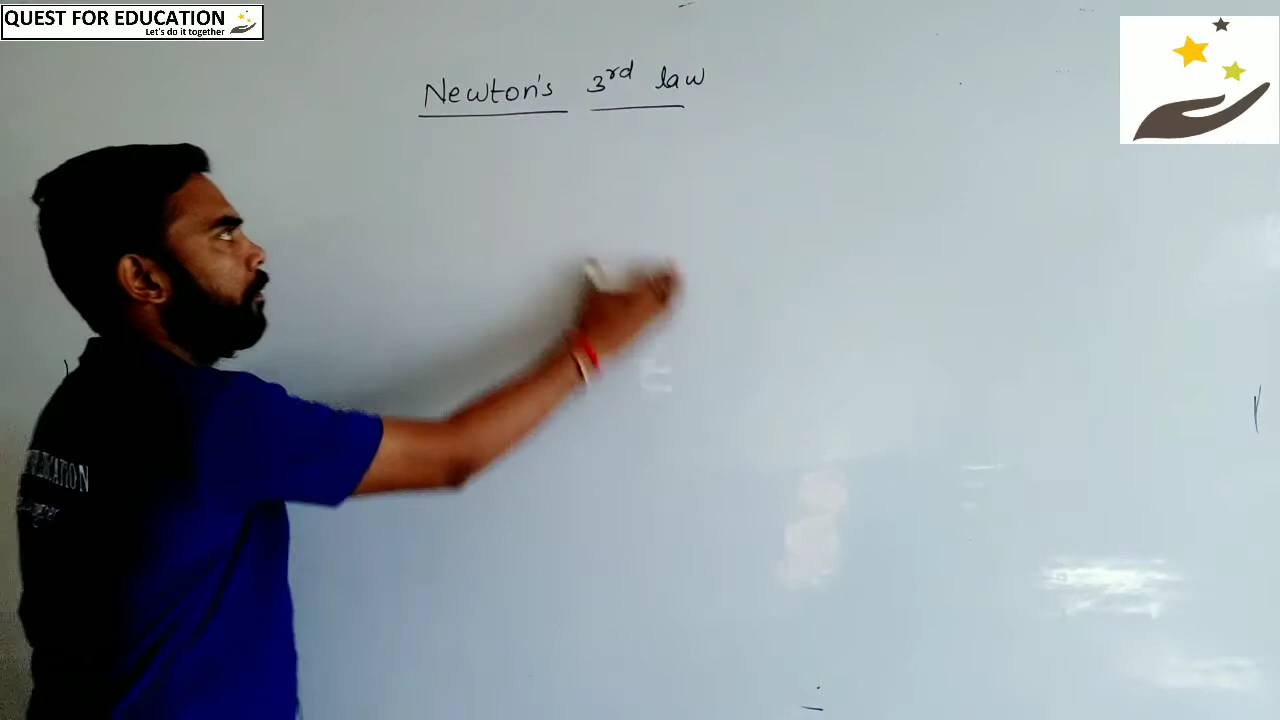 QUEST FOR EDUCATION
Let's do it together
Newton's 3rd law